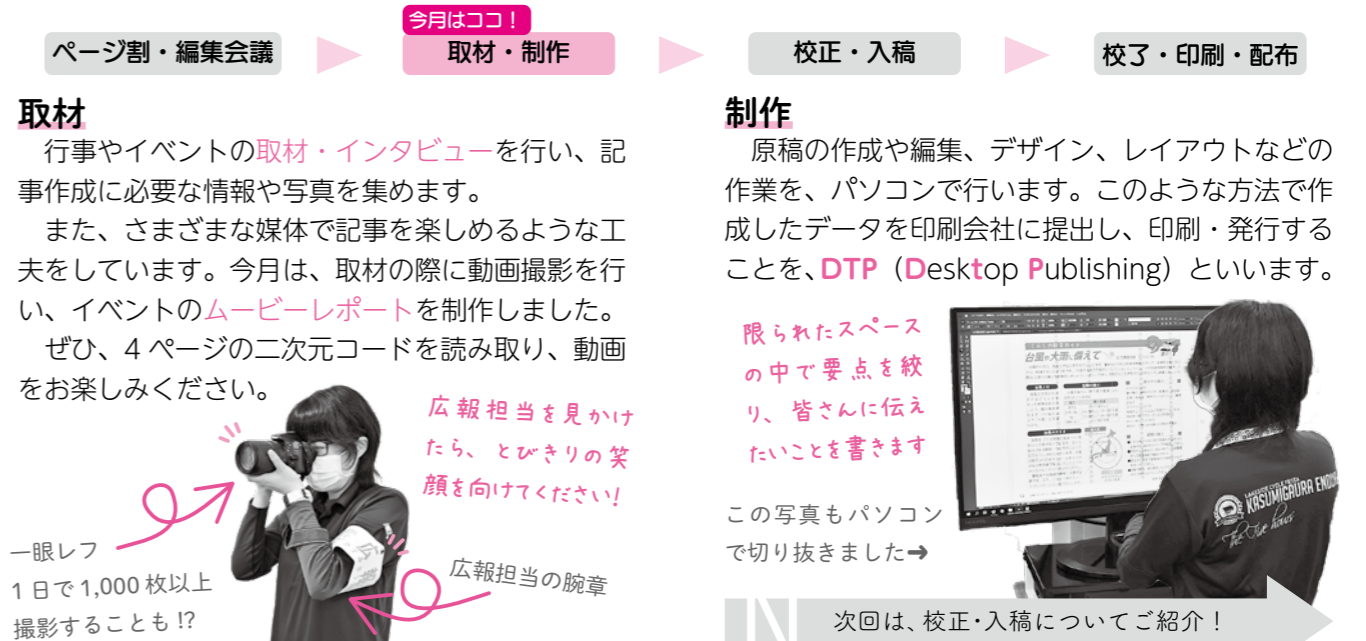 今月はココ！
ページ割・編集会議
取材・制作
校正・入稿
校了・印刷・配布
取材
　行事やイベントの取材・インタビューを行い、記
事作成に必要な情報や写真を集めます。
　また、さまざまな媒体で記事を楽しめるような工
夫をしています。今月は、取材の際に動画撮影を行
い、イベントのムービーレポートを制作しました。
　ぜひ、4 ページの二次元コードを読み取り、動画
をお楽しみください。
広報担当を見かけ
たら、とびきりの笑
顔を向けてください！
一眼レフ
1 日で 1,000 枚以上
撮影することも !?
広報担当の腕章
制作
　原稿の作成や編集、デザイン、レイアウトなどの
作業を、パソコンで行います。このような方法で作
成したデータを印刷会社に提出し、印刷・発行する
ことを、DTP（Desktop Publishing）といいます。
限られたスペース
の中で要点を絞
り、皆さんに伝え
たいことを書きます
この写真もパソコン
で切り抜きました➜
台風や大雨に備えて
KASUMIGAURA
次回は、校正・入稿についてご紹介！